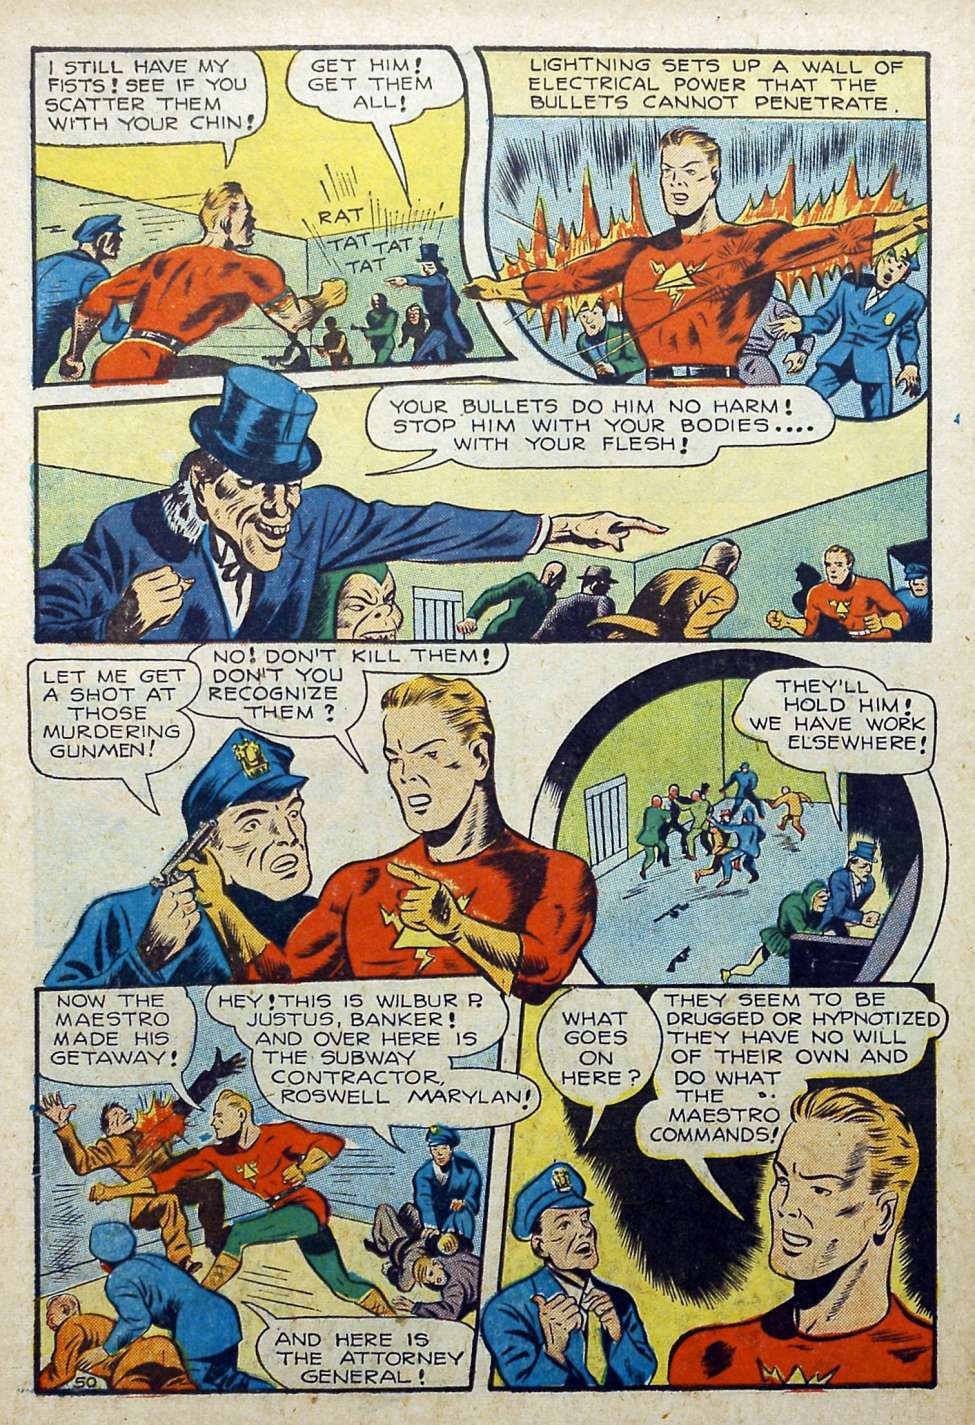 I STILL HAVE MY
FISTS! SEE IF YOU
SCATTER THEM
WITH YOUR CHIN!
GET HIM!
GET THEM
ALL!
RAT
TAT TAT
TAT
LIGHTNING SETS UP A WALL OF
ELECTRICAL POWER THAT THE
BULLETS CANNOT PENETRATE.
YOUR BULLETS DO HIM NO HARM!
STOP HIM WITH YOUR BODIES....
WITH YOUR FLESH!
LET ME GET
A SHOT AT
THOSE
MURDERING
GUNMEN!
NO! DON'T KILL THEM!
DON'T YOU
RECOGNIZE
THEM?
THEY'LL
HOLD HIM!
WE HAVE WORK
ELSEWHERE!
NOW THE
MAESTRO
MADE HIS
GETAWAY!
HEY! THIS IS WILBUR P.
JUSTUS, BANKER!
AND OVER HERE IS
THE SUBWAY
CONTRACTOR,
ROSWELL MARYLAN!
AND HERE IS
THE ATTORNEY
GENERAL!
50
WHAT
GOES
ON
HERE?
THEY SEEM TO BE
DRUGGED OR HYPNOTIZED
THEY HAVE NO WILL
OF THEIR OWN AND
DO WHAT
THE
MAESTRO
COMMANDS!